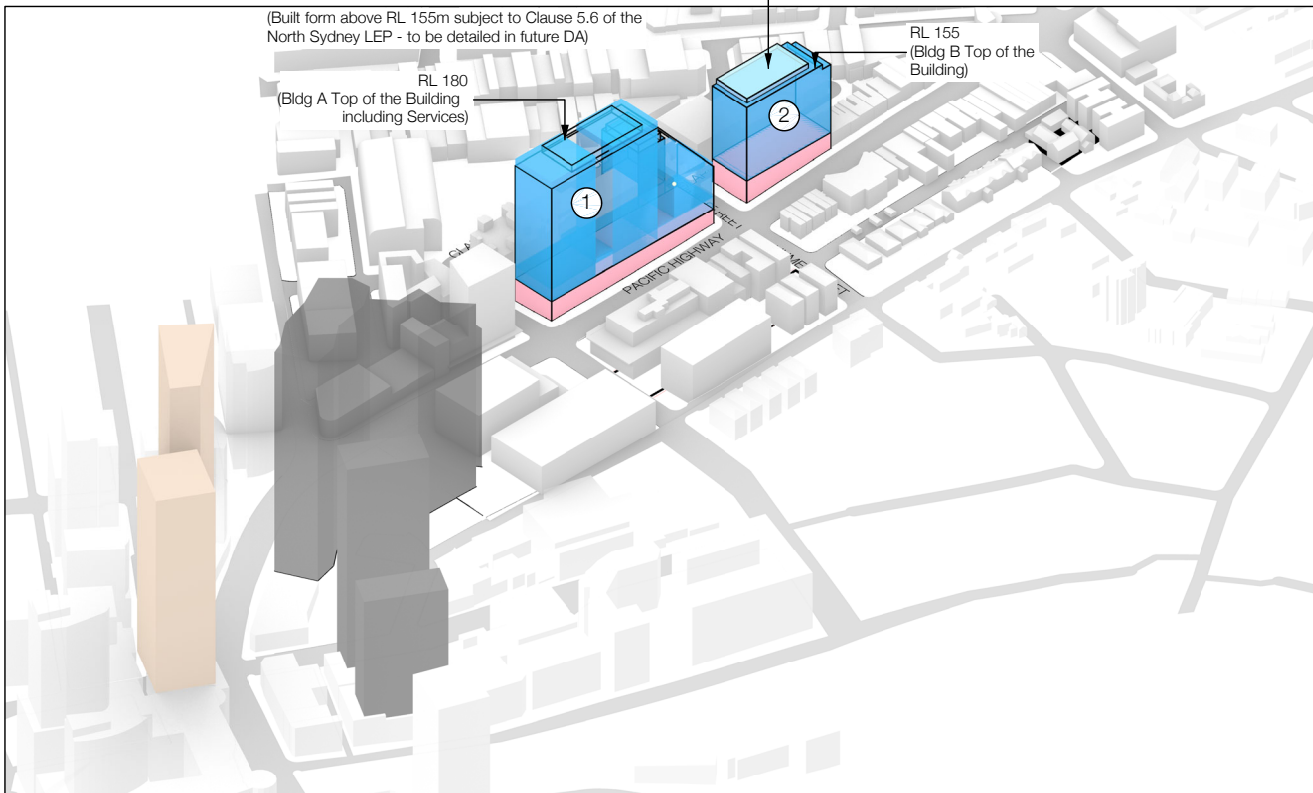 (Built form above RL 155m subject to Clause 5.6 of the
North Sydney LEP - to be detailed in future DA)
RL 155
(Bldg B Top of the
Building)
RL 180
(Bldg A Top of the Building
including Services)
2
1
PACIFIC HIGHWAY